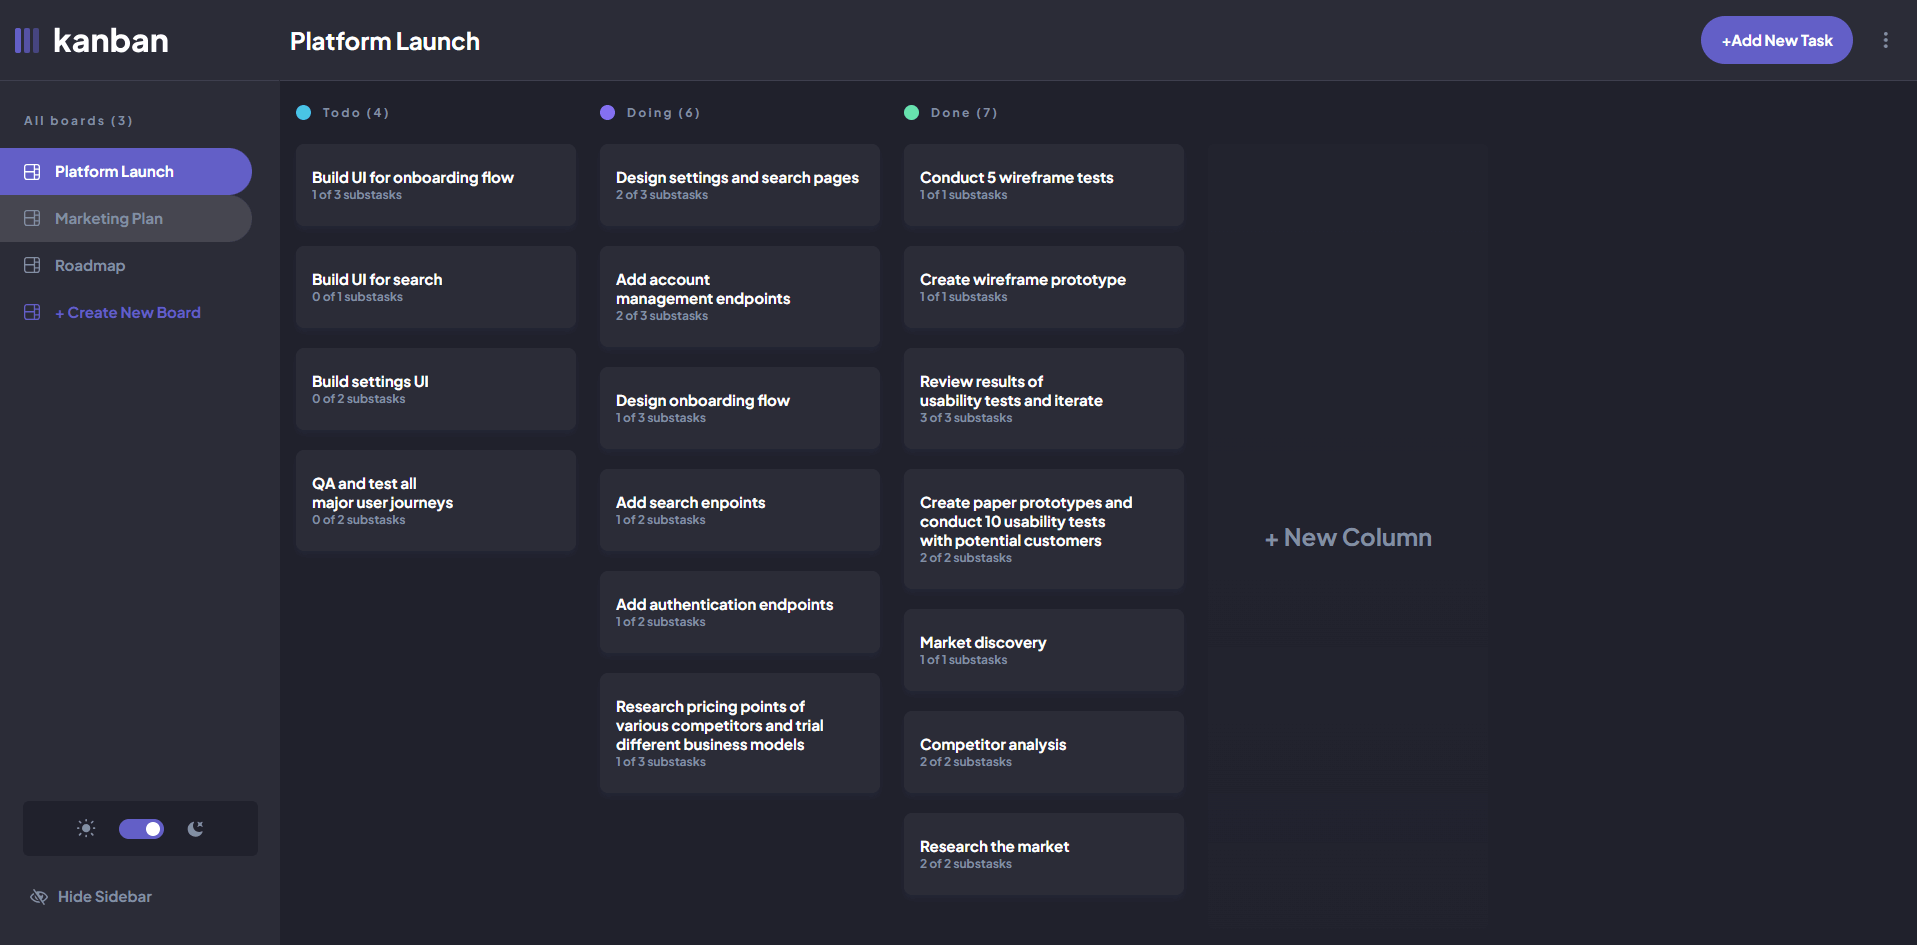 kanban
Platform Launch
+Add New Task
All boards (3)
Platform Launch
Marketing Plan
Roadmap
+ Create New Board
Hide Sidebar
Todo (4)
Build UI for onboarding flow
1 of 3 substasks
Build UI for search
0 of 1 substasks
Build settings UI
0 of 2 substasks
QA and test all
major user journeys
0 of 2 substasks
Doing (6)
Design settings and search pages
2 of 3 substasks
Add account
management endpoints
2 of 3 substasks
Design onboarding flow
1 of 3 substasks
Add search enpoints
1 of 2 substasks
Add authentication endpoints
1 of 2 substasks
Research pricing points of
various competitors and trial
different business models
1 of 3 substasks
Done (7)
Conduct 5 wireframe tests
1 of 1 substasks
Create wireframe prototype
1 of 1 substasks
Review results of
usability tests and iterate
3 of 3 substasks
Create paper prototypes and
conduct 10 usability tests
with potential customers
2 of 2 substasks
Market discovery
1 of 1 substasks
Competitor analysis
2 of 2 substasks
Research the market
2 of 2 substasks
+ New Column